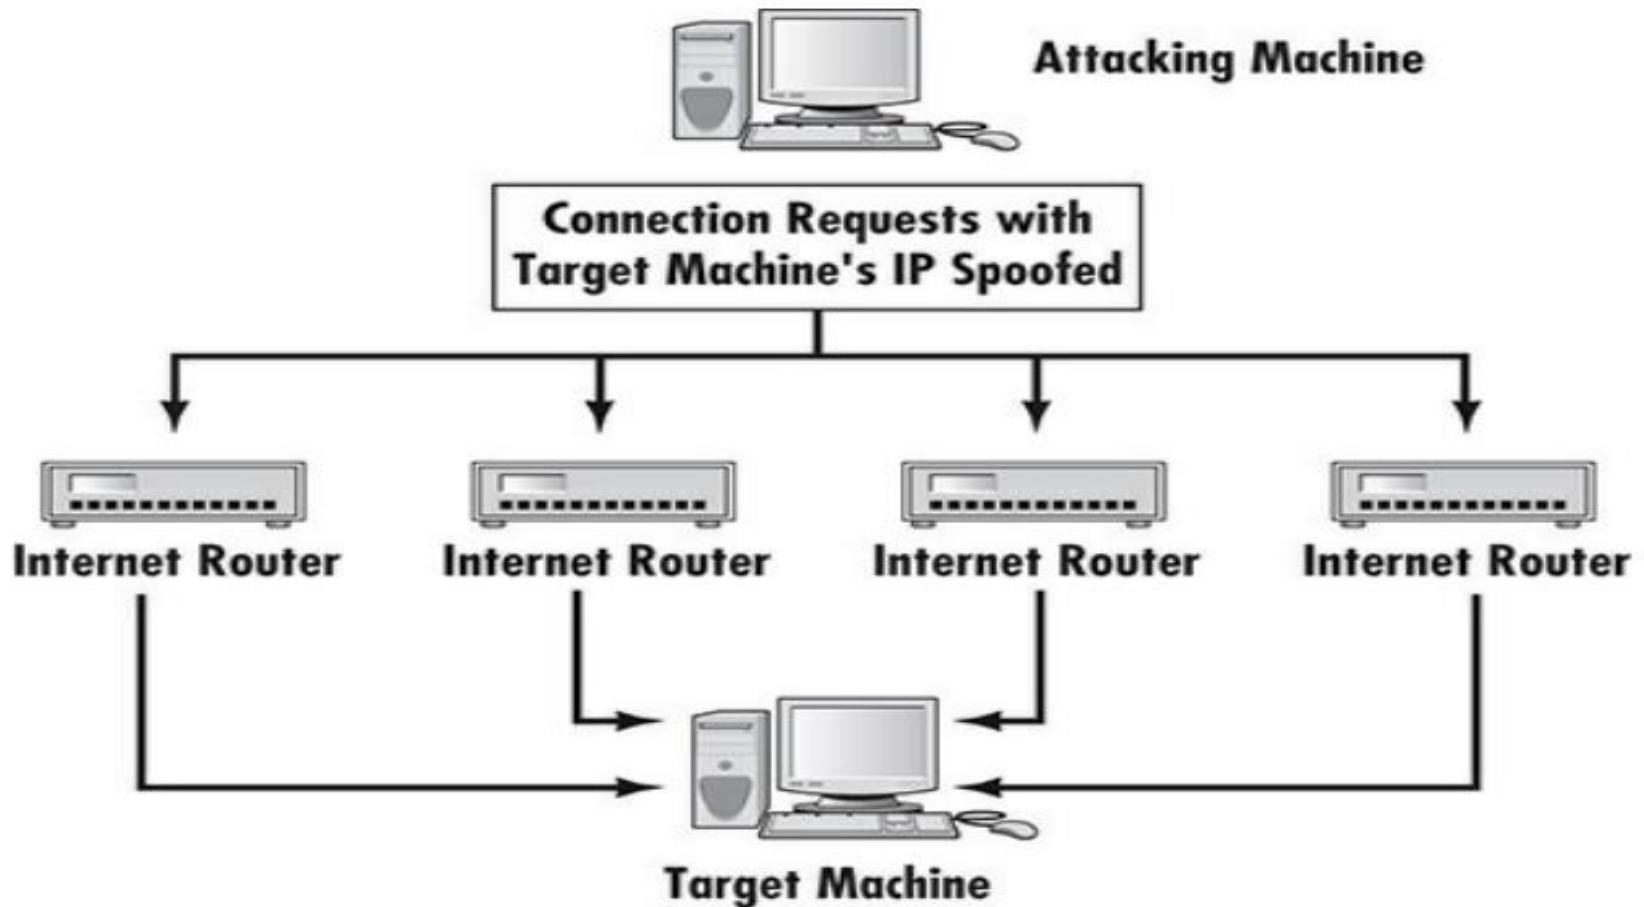 Attacking Machine
Connection Requests with
Target Machine's IP Spoofed
Internet Router
Internet Router
Internet Router
Internet Router
Target Machine